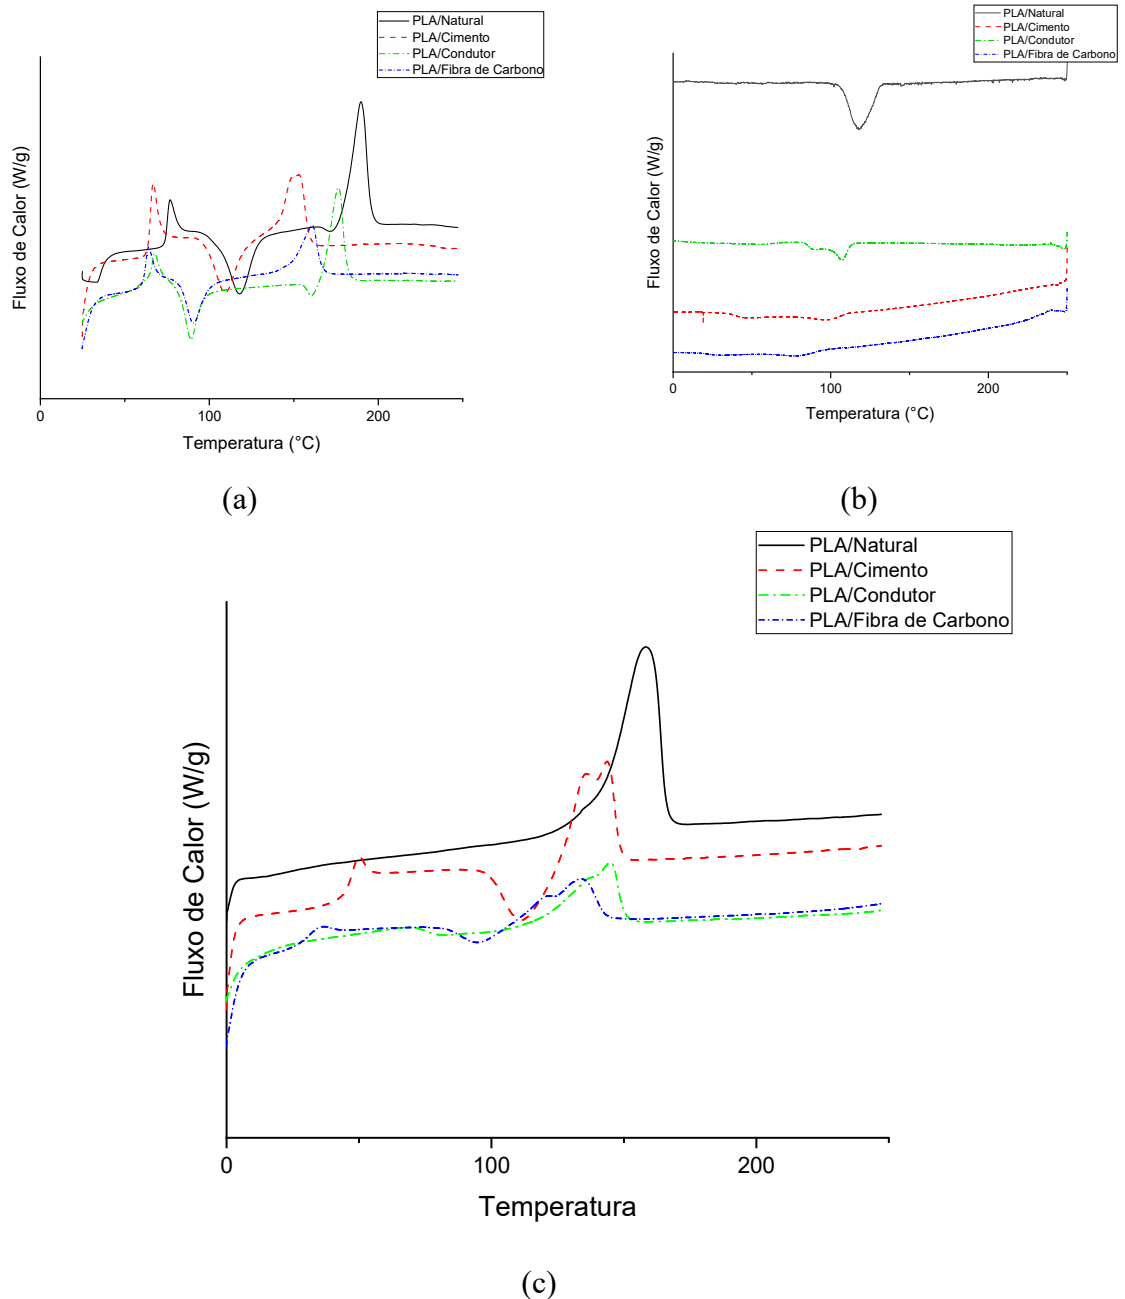 PLA/Natural
PLA/Cimento
PLA/Condutor
PLA/Fibra de Carbono
Fluxo de Calor (W/g)
0
100
200
Temperatura (°C)
(a)
PLA/Natural
PLA/Cimento
PLA/Condutor
PLA/Fibra de Carbono
Fluxo de Calor (W/g)
0
100
200
Temperatura (°C)
(b)
PLA/Natural
PLA/Cimento
PLA/Condutor
PLA/Fibra de Carbono
Fluxo de Calor (W/g)
0
100
200
Temperatura
(c)